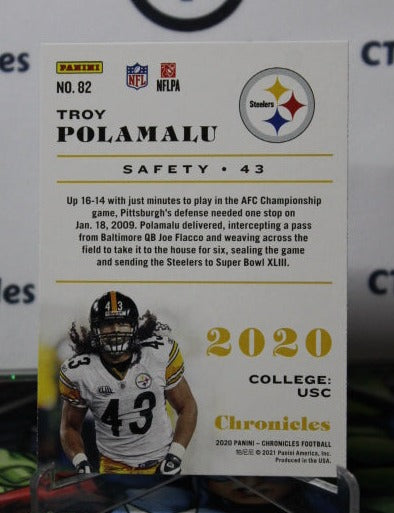 PANINI
NFL
NFLPA
NO. 82
Steelers
TROY
POLAMALU
SAFETY • 43
Up 16-14 with just minutes to play in the AFC Championship
game, Pittsburgh's defense needed one stop on
Jan. 18, 2009. Polamalu delivered, intercepting a pass
from Baltimore QB Joe Flacco and weaving across the
field to take it to the house for six, sealing the game
and sending the Steelers to Super Bowl XLIII.
2020
COLLEGE:
USC
Chronicles
2020 PANINI – CHRONICLES FOOTBALL
帕尼尼 © 2021 Panini America, Inc.
Produced in the USA.
43
43
bles
CT